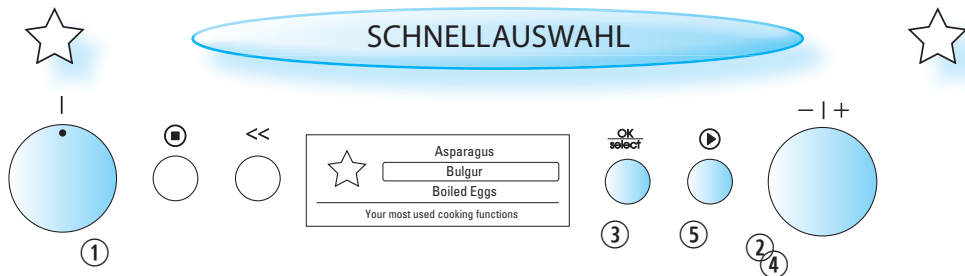 SCHNELLAUSWAHL
<<
OK
select
– | +
Asparagus
Bulgur
Boiled Eggs
Your most used cooking functions
1
3
5
2
4